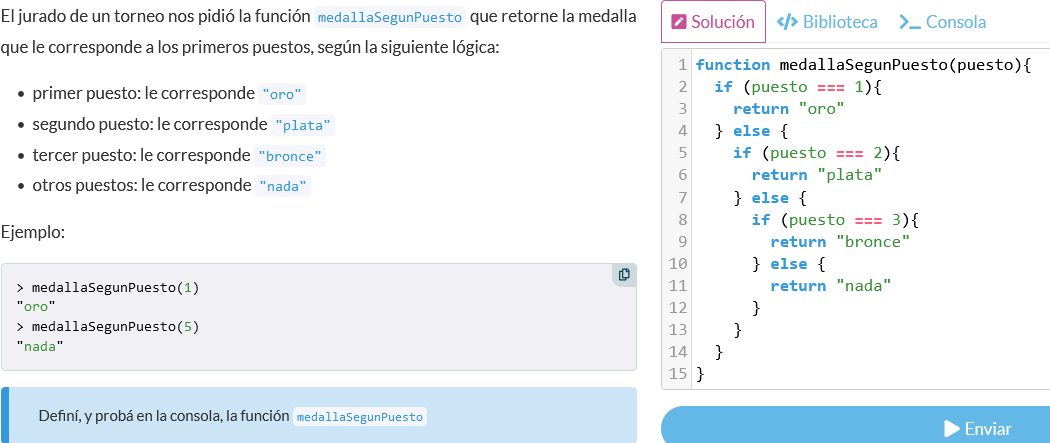 El jurado de un torneo nos pidió la función medallaSegunPuesto que retorne la medalla
que le corresponde a los primeros puestos, según la siguiente lógica:
• primer puesto: le corresponde "oro"
• segundo puesto: le corresponde "plata"
• tercer puesto: le corresponde "bronce"
• otros puestos: le corresponde "nada"
Ejemplo:
> medallaSegunPuesto(1)
"oro"
> medallaSegunPuesto(5)
"nada"
Definí, y probá en la consola, la función medallaSegunPuesto
Solución
</> Biblioteca
>_ Consola
1 function medallaSegunPuesto(puesto){
2   if (puesto === 1){
3     return "oro"
4   } else {
5     if (puesto === 2){
6       return "plata"
7     } else {
8       if (puesto === 3){
9         return "bronce"
10       } else {
11         return "nada"
12       }
13     }
14   }
15 }
Enviar